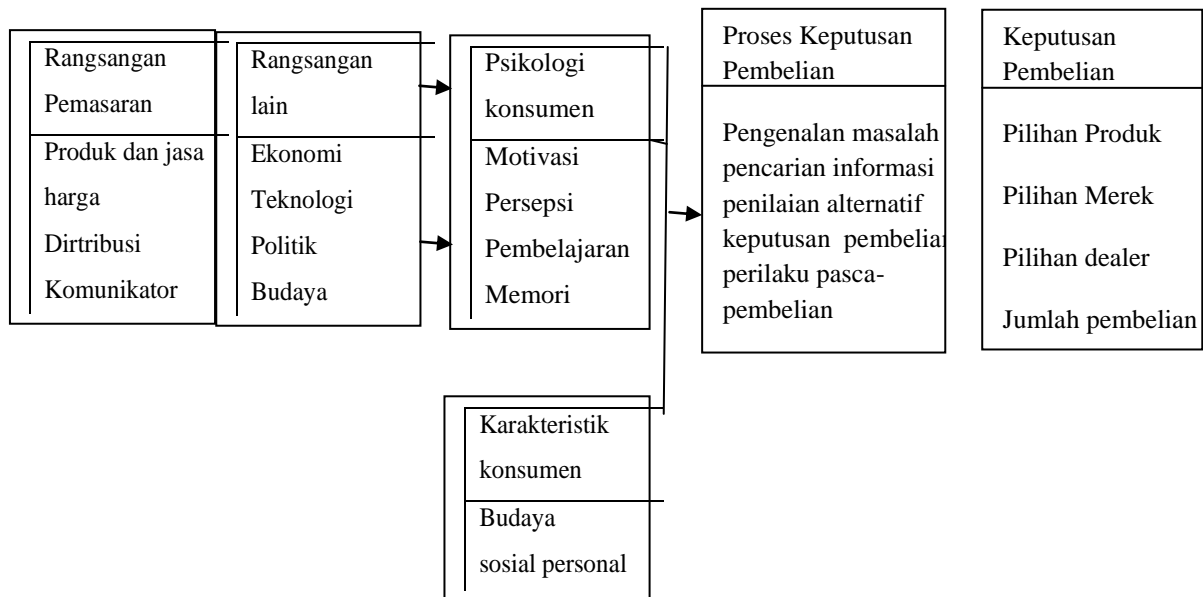 Rangsangan
Pemasaran
Produk dan jasa
harga
Dirtribusi
Komunikator
Rangsangan
lain
Ekonomi
Teknologi
Politik
Budaya
Psikologi
konsumen
Motivasi
Persepsi
Pembelajaran
Memori
Karakteristik
konsumen
Budaya
sosial personal
Proses Keputusan
Pembelian
Pengenalan masalah
pencarian informasi
penilaian alternatif
keputusan pembelian
perilaku pasca-
pembelian
Keputusan
Pembelian
Pilihan Produk
Pilihan Merek
Pilihan dealer
Jumlah pembelian